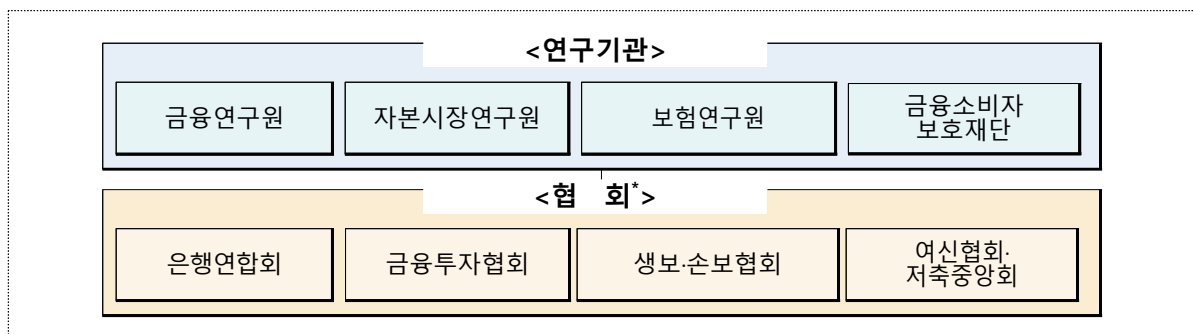 <연구기관>
금융연구원 자본시장연구원 보험연구원 금융소비자
보호재단
<협 회*>
은행연합회 금융투자협회 생보·손보협회 여신협회·
저축중앙회